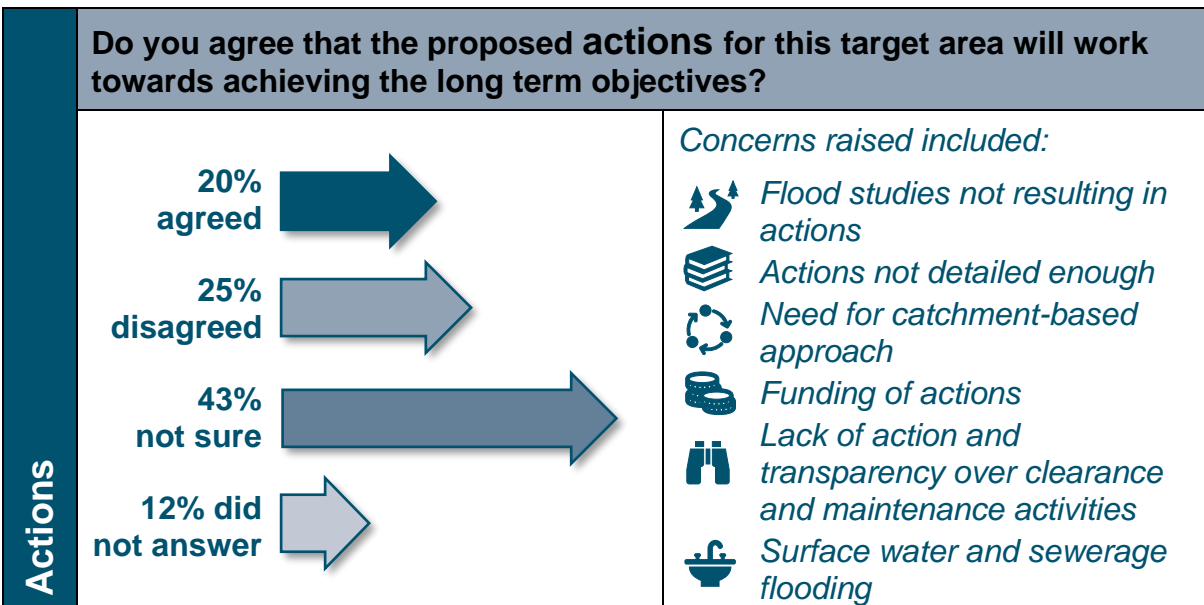 Actions
Do you agree that the proposed actions for this target area will work
towards achieving the long term objectives?
20%
agreed
25%
disagreed
43%
not sure
12% did
not answer
Concerns raised included:
Flood studies not resulting in
actions
Actions not detailed enough
Need for catchment-based
approach
Funding of actions
Lack of action and
transparency over clearance
and maintenance activities
Surface water and sewerage
flooding